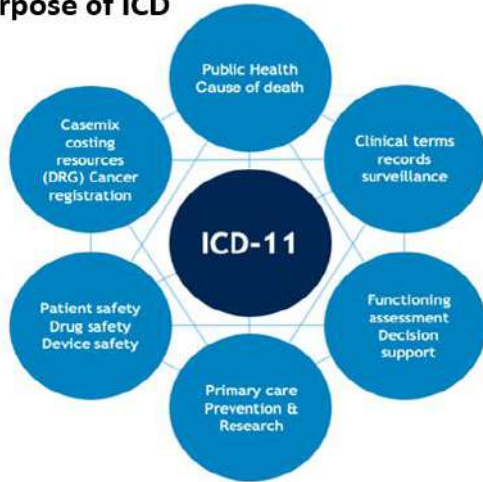 rpose of ICD
Public Health
Cause of death
Casemix
costing
resources
(DRG) Cancer
registration
Clinical terms
records
surveillance
ICD-11
Patient safety
Drug safety
Device safety
Functioning
assessment
Decision
support
Primary care
Prevention &
Research